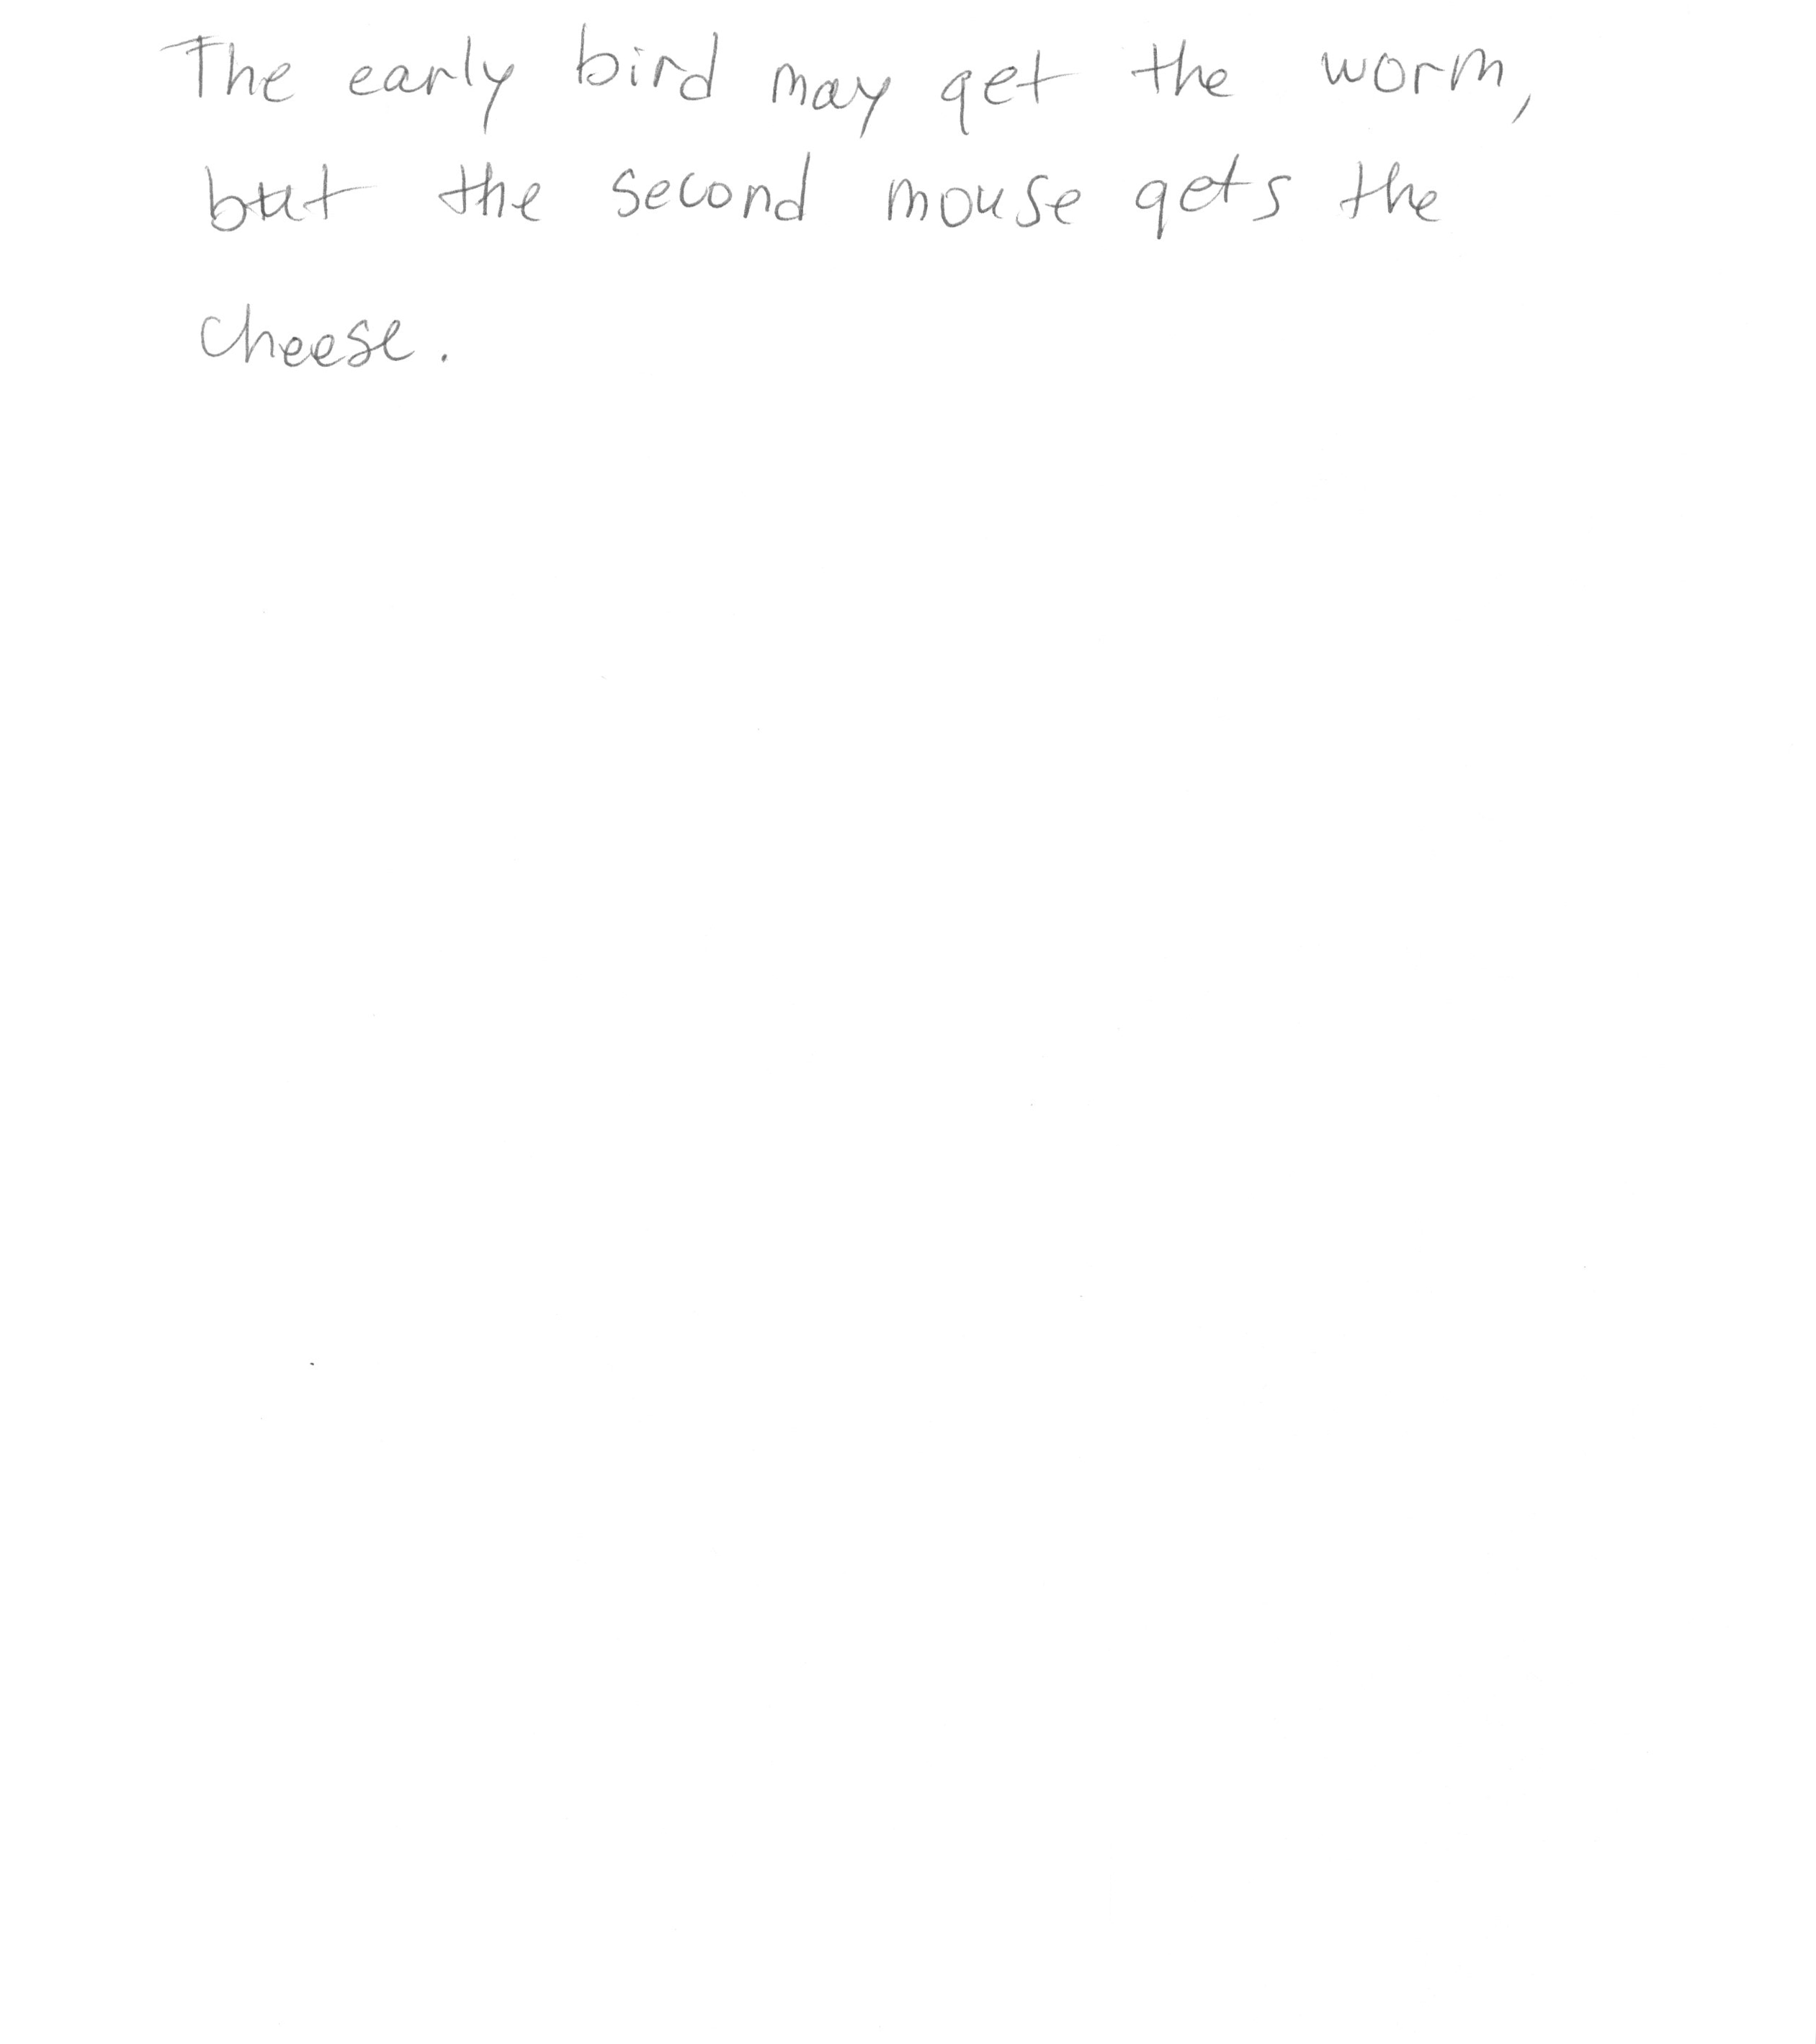 The early bird may get the worm,
but the second mouse gets the
cheese.